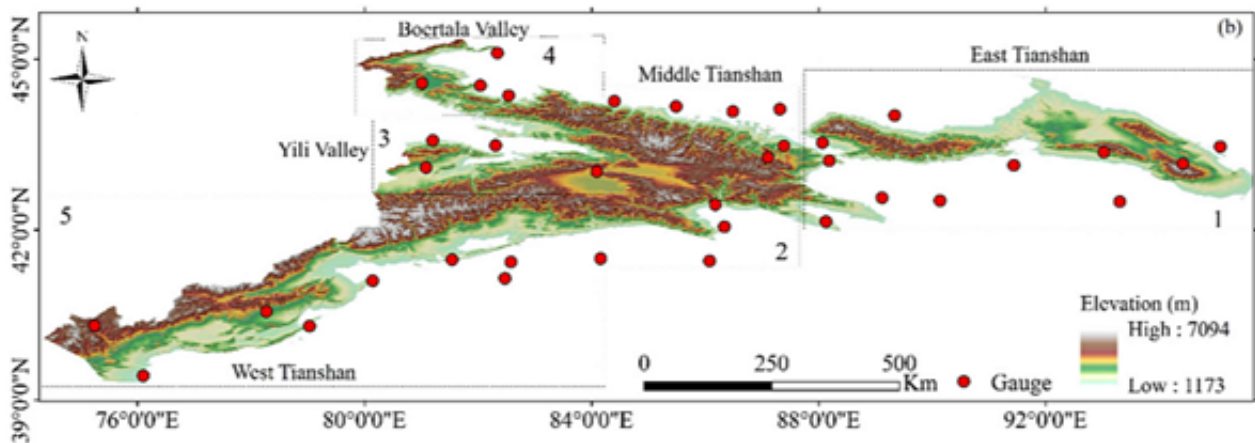 Boertala Valley
(b)
N
4
East Tianshan
Middle Tianshan
45°0'0"N
3
Yili Valley
5
1
42°0'0"N
2
Elevation (m)
High : 7094
0 250 500
Km
Gauge
Low : 1173
West Tianshan
39°0'0"N
76°0'0"E 80°0'0"E 84°0'0"E 88°0'0"E 92°0'0"E